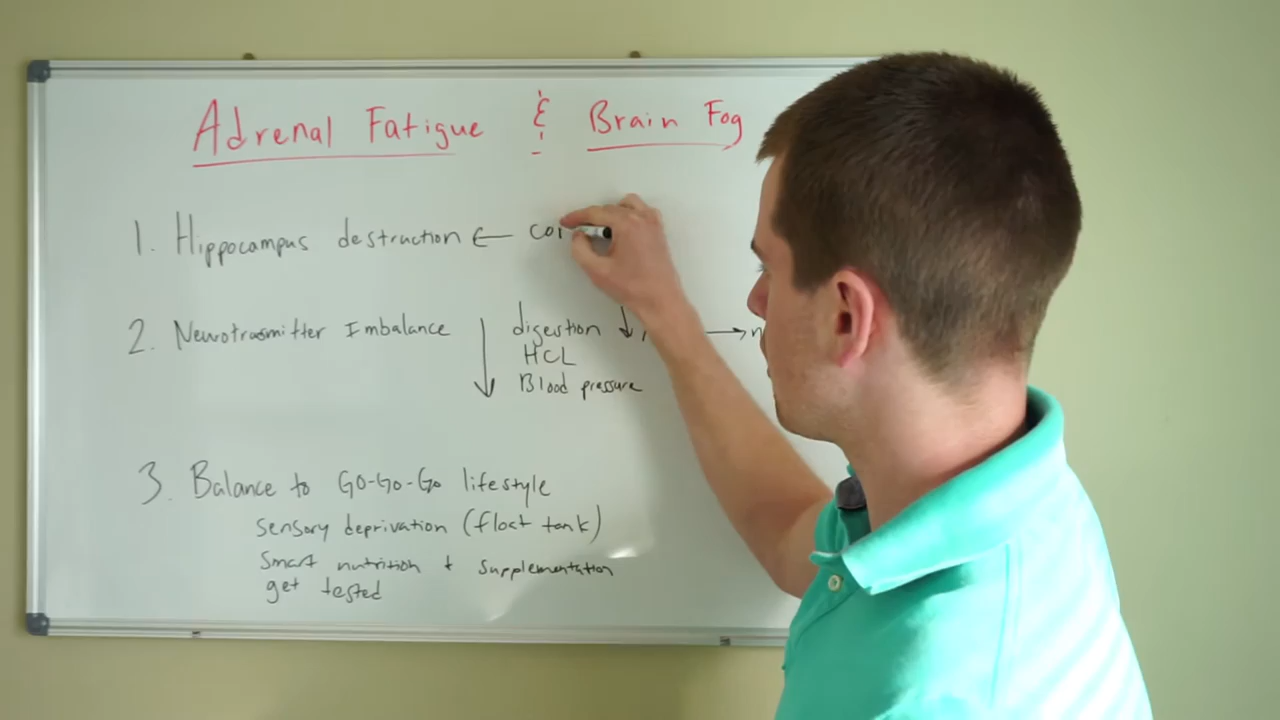 Adrenal Fatigue & Brain Fog
1. Hippocampus destruction ← cor
2. Neurotrasmitter Imbalance ↓ digestion ↓ →
HCL
Blood pressure
3. Balance to Go-Go-Go lifestyle
sensory deprivation (float tank)
smart nutrition + supplementation
get tested